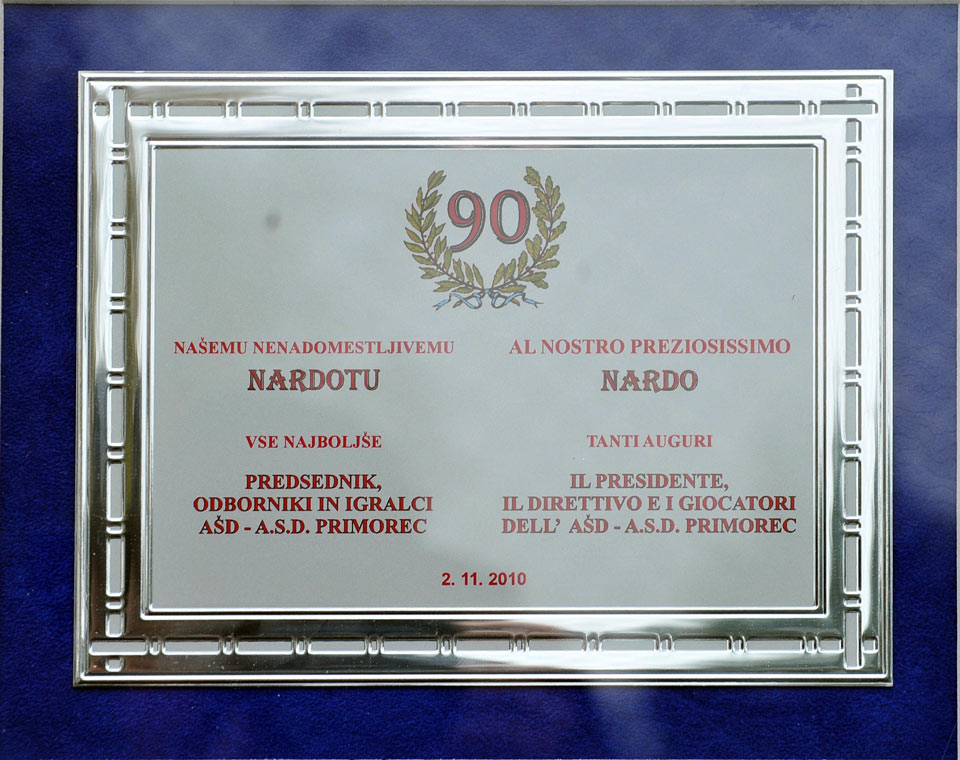 90
NAŠEMU NENADOMESTLJIVEMU
NARDOTU
VSE NAJBOLJŠE
PREDSEDNIK,
ODBORNIKI IN IGRALCI
AŠD - A.S.D. PRIMOREC
AL NOSTRO PREZIOSISSIMO
NARDO
TANTI AUGURI
IL PRESIDENTE,
IL DIRETTIVO E I GIOCATORI
DELL' AŠD - A.S.D. PRIMOREC
2. 11. 2010